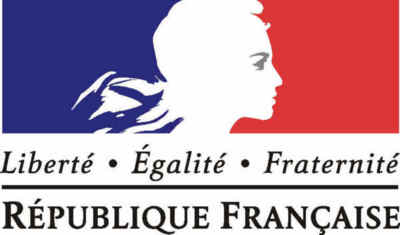 Liberté • Égalité • Fraternité
RÉPUBLIQUE FRANÇAISE